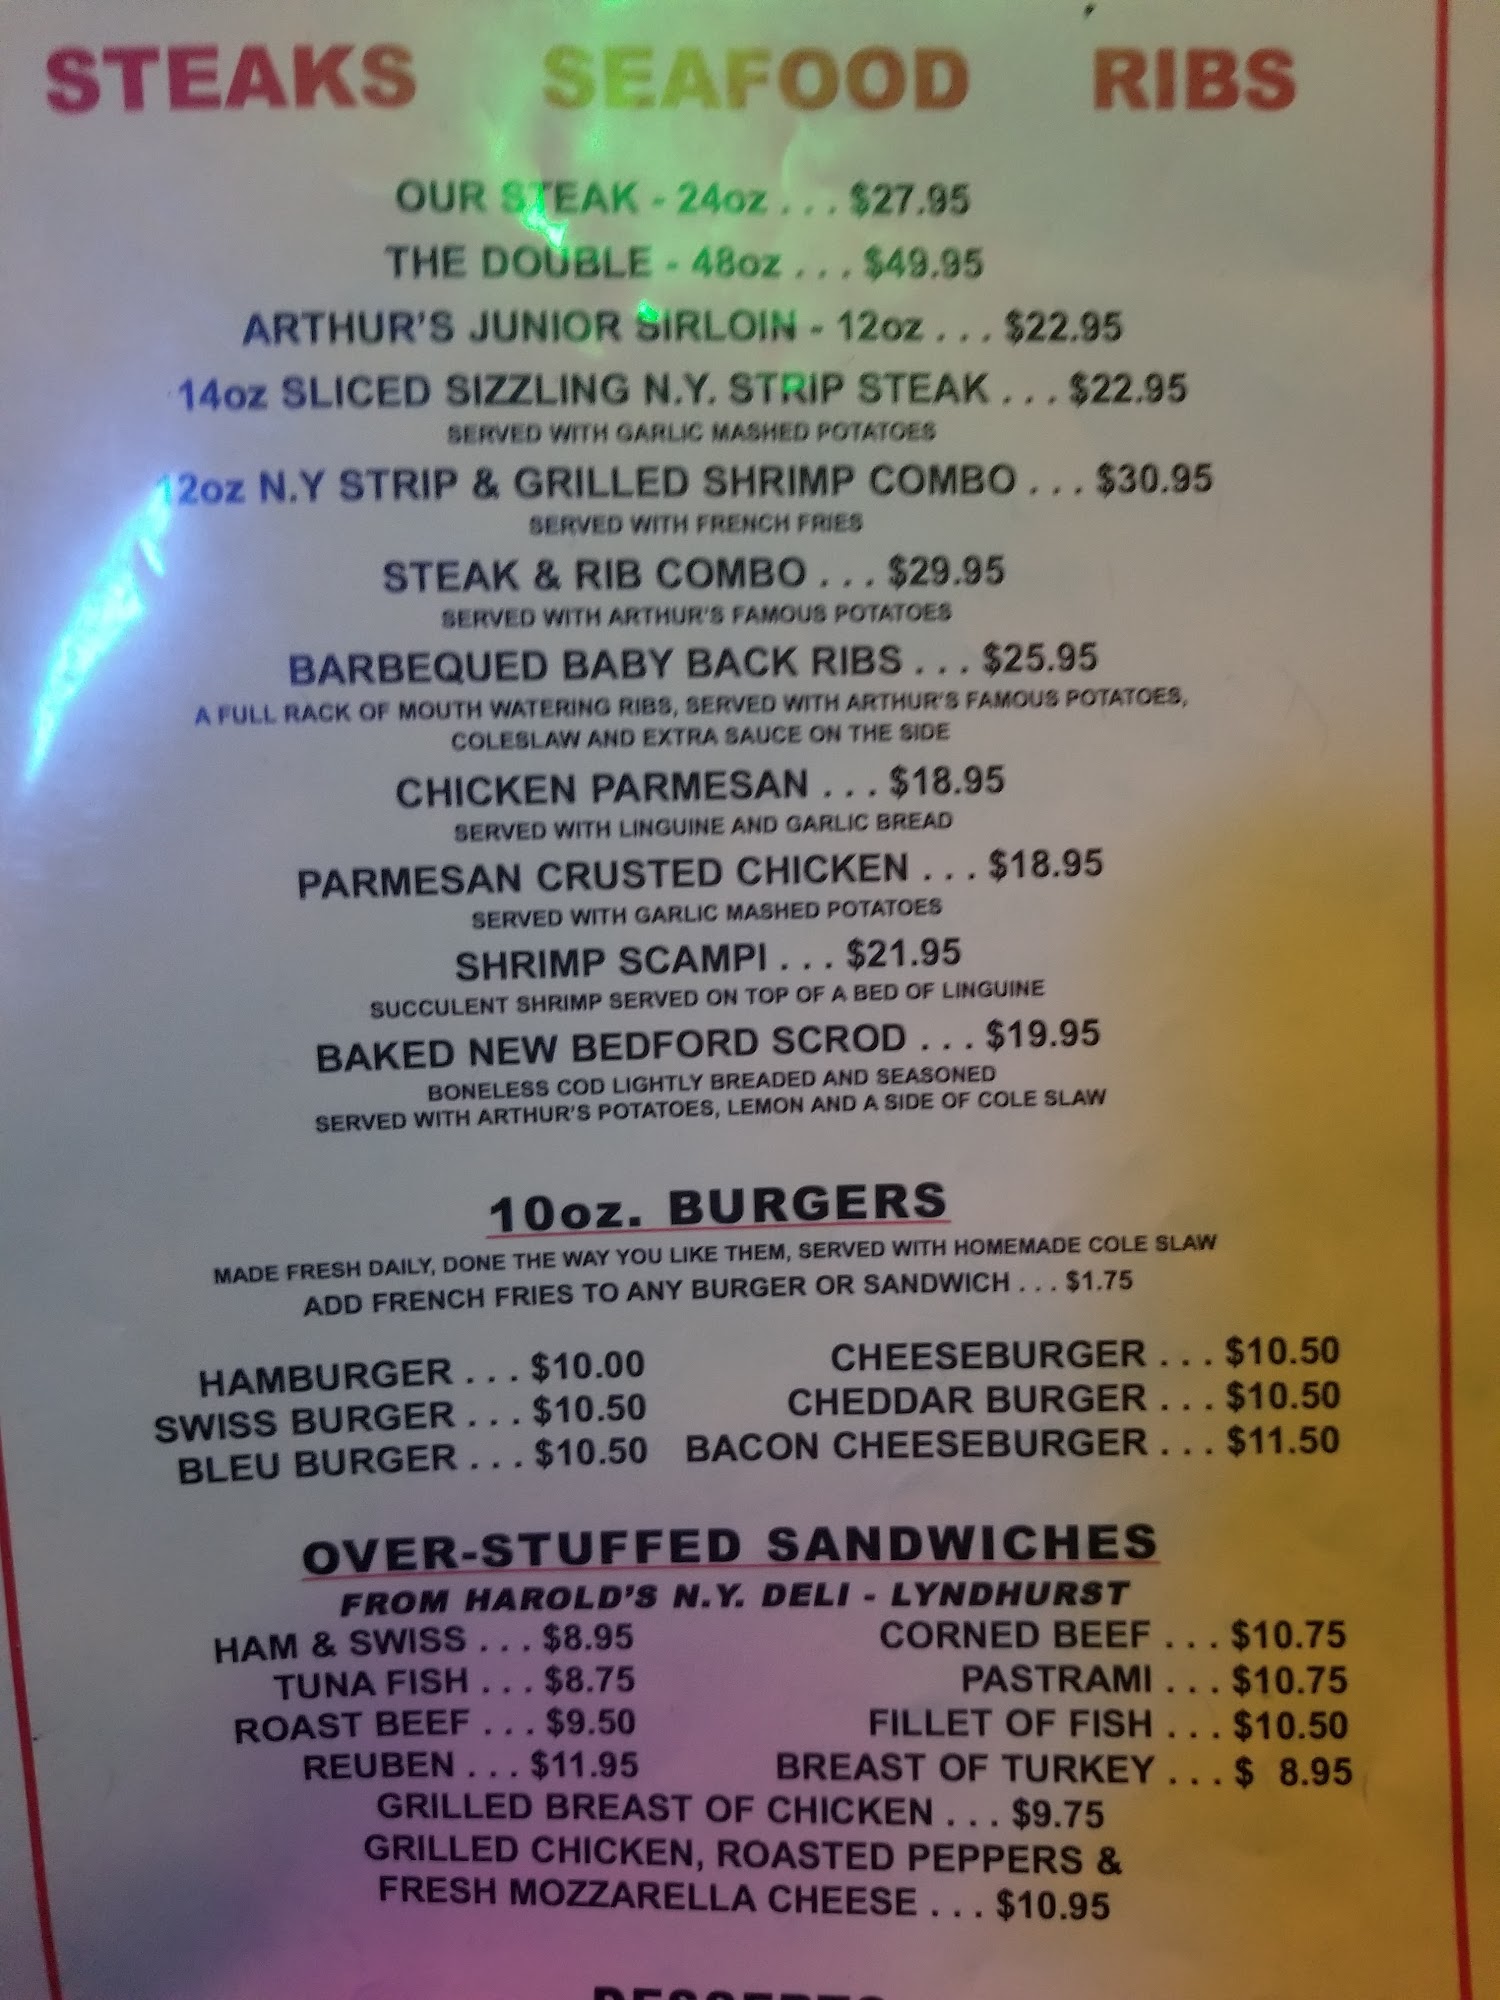 STEAKS SEAFOOD RIBS
OUR STEAK - 24oz . . . $27.95
THE DOUBLE - 48oz . . . $49.95
ARTHUR'S JUNIOR SIRLOIN - 12oz . . . $22.95
14oz SLICED SIZZLING N.Y. STRIP STEAK . . . $22.95
SERVED WITH GARLIC MASHED POTATOES
12oz N.Y STRIP & GRILLED SHRIMP COMBO . . . $30.95
SERVED WITH FRENCH FRIES
STEAK & RIB COMBO . . . $29.95
SERVED WITH ARTHUR'S FAMOUS POTATOES
BARBEQUED BABY BACK RIBS . . . $25.95
A FULL RACK OF MOUTH WATERING RIBS, SERVED WITH ARTHUR'S FAMOUS POTATOES,
COLESLAW AND EXTRA SAUCE ON THE SIDE
CHICKEN PARMESAN . . . $18.95
SERVED WITH LINGUINE AND GARLIC BREAD
PARMESAN CRUSTED CHICKEN . . . $18.95
SERVED WITH GARLIC MASHED POTATOES
SHRIMP SCAMPI . . . $21.95
SUCCULENT SHRIMP SERVED ON TOP OF A BED OF LINGUINE
BAKED NEW BEDFORD SCROD . . . $19.95
BONELESS COD LIGHTLY BREADED AND SEASONED
SERVED WITH ARTHUR'S POTATOES, LEMON AND A SIDE OF COLE SLAW
10oz. BURGERS
MADE FRESH DAILY, DONE THE WAY YOU LIKE THEM, SERVED WITH HOMEMADE COLE SLAW
ADD FRENCH FRIES TO ANY BURGER OR SANDWICH . . . $1.75
HAMBURGER . . . $10.00 CHEESEBURGER . . . $10.50
SWISS BURGER . . . $10.50 CHEDDAR BURGER . . . $10.50
BLEU BURGER . . . $10.50 BACON CHEESEBURGER . . . $11.50
OVER-STUFFED SANDWICHES
FROM HAROLD'S N.Y. DELI - LYNDHURST
HAM & SWISS . . . $8.95 CORNED BEEF . . . $10.75
TUNA FISH . . . $8.75 PASTRAMI . . . $10.75
ROAST BEEF . . . $9.50 FILLET OF FISH . . . $10.50
REUBEN . . . $11.95 BREAST OF TURKEY . . . $ 8.95
GRILLED BREAST OF CHICKEN . . . $9.75
GRILLED CHICKEN, ROASTED PEPPERS &
FRESH MOZZARELLA CHEESE . . . $10.95
DESSERTS